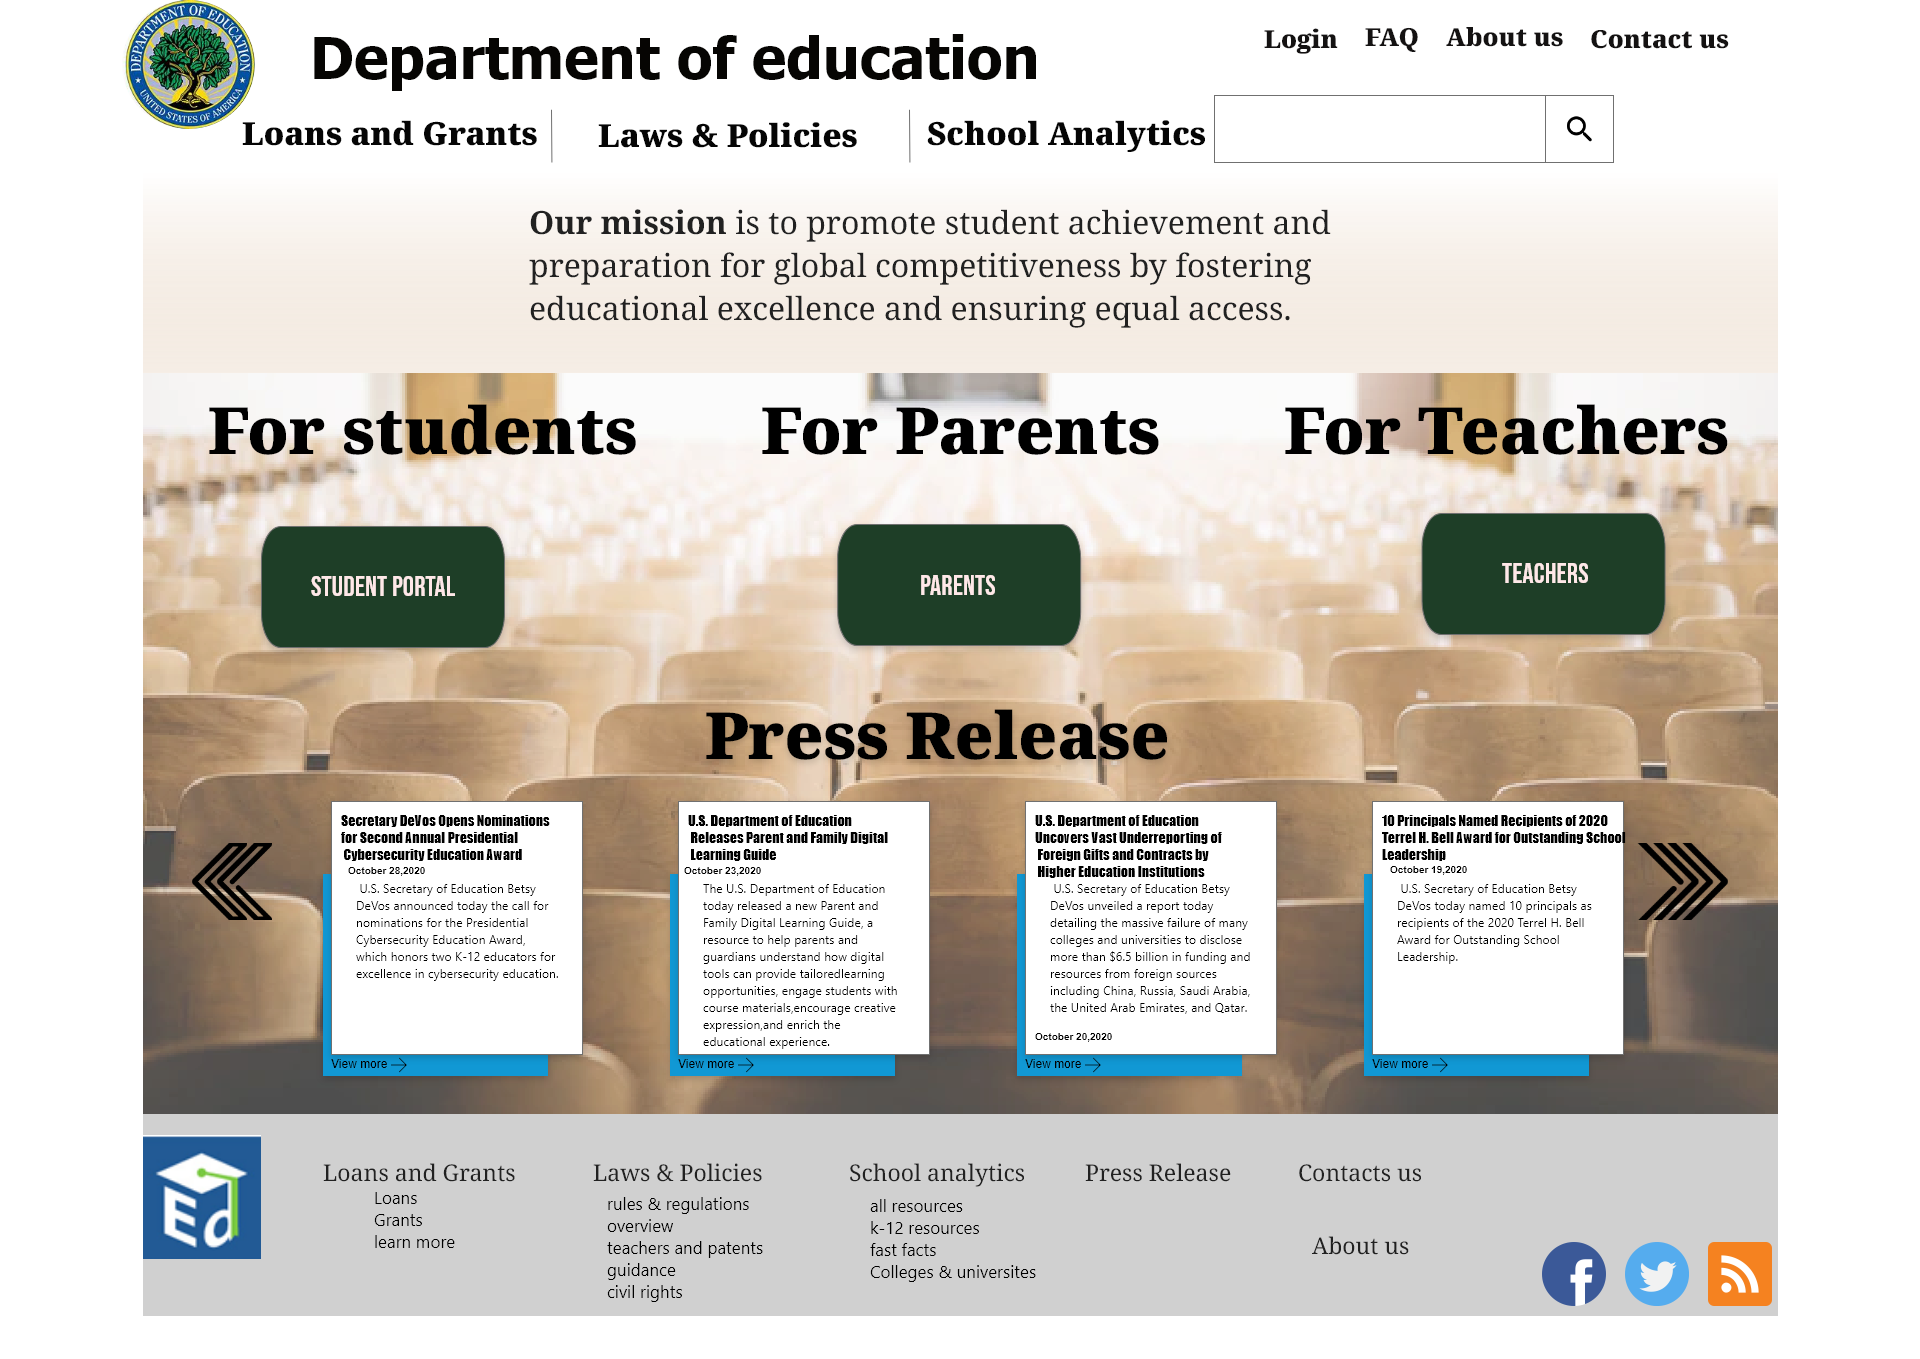 DEPARTMENT OF EDUCATION
UNITED STATES OF AMERICA
Department of education
Login
FAQ
About us
Contact us
Loans and Grants
Laws & Policies
School Analytics
Our mission is to promote student achievement and
preparation for global competitiveness by fostering
educational excellence and ensuring equal access.
For students
For Parents
For Teachers
STUDENT PORTAL
PARENTS
TEACHERS
Press Release
Secretary DeVos Opens Nominations
for Second Annual Presidential
Cybersecurity Education Award
October 28,2020
U.S. Secretary of Education Betsy
DeVos announced today the call for
nominations for the Presidential
Cybersecurity Education Award,
which honors two K-12 educators for
excellence in cybersecurity education.
View more
U.S. Department of Education
Releases Parent and Family Digital
Learning Guide
October 23,2020
The U.S. Department of Education
today released a new Parent and
Family Digital Learning Guide, a
resource to help parents and
guardians understand how digital
tools can provide tailoredlearning
opportunities, engage students with
course materials,encourage creative
expression,and enrich the
educational experience.
View more
U.S. Department of Education
Uncovers Vast Underreporting of
Foreign Gifts and Contracts by
Higher Education Institutions
U.S. Secretary of Education Betsy
DeVos unveiled a report today
detailing the massive failure of many
colleges and universities to disclose
more than $6.5 billion in funding and
resources from foreign sources
including China, Russia, Saudi Arabia,
the United Arab Emirates, and Qatar.
October 20,2020
View more
10 Principals Named Recipients of 2020
Terrel H. Bell Award for Outstanding School
Leadership
October 19,2020
U.S. Secretary of Education Betsy
DeVos today named 10 principals as
recipients of the 2020 Terrel H. Bell
Award for Outstanding School
Leadership.
View more
Ed
Loans and Grants
Loans
Grants
learn more
Laws & Policies
rules & regulations
overview
teachers and patents
guidance
civil rights
School analytics
all resources
k-12 resources
fast facts
Colleges & universites
Press Release
Contacts us
About us